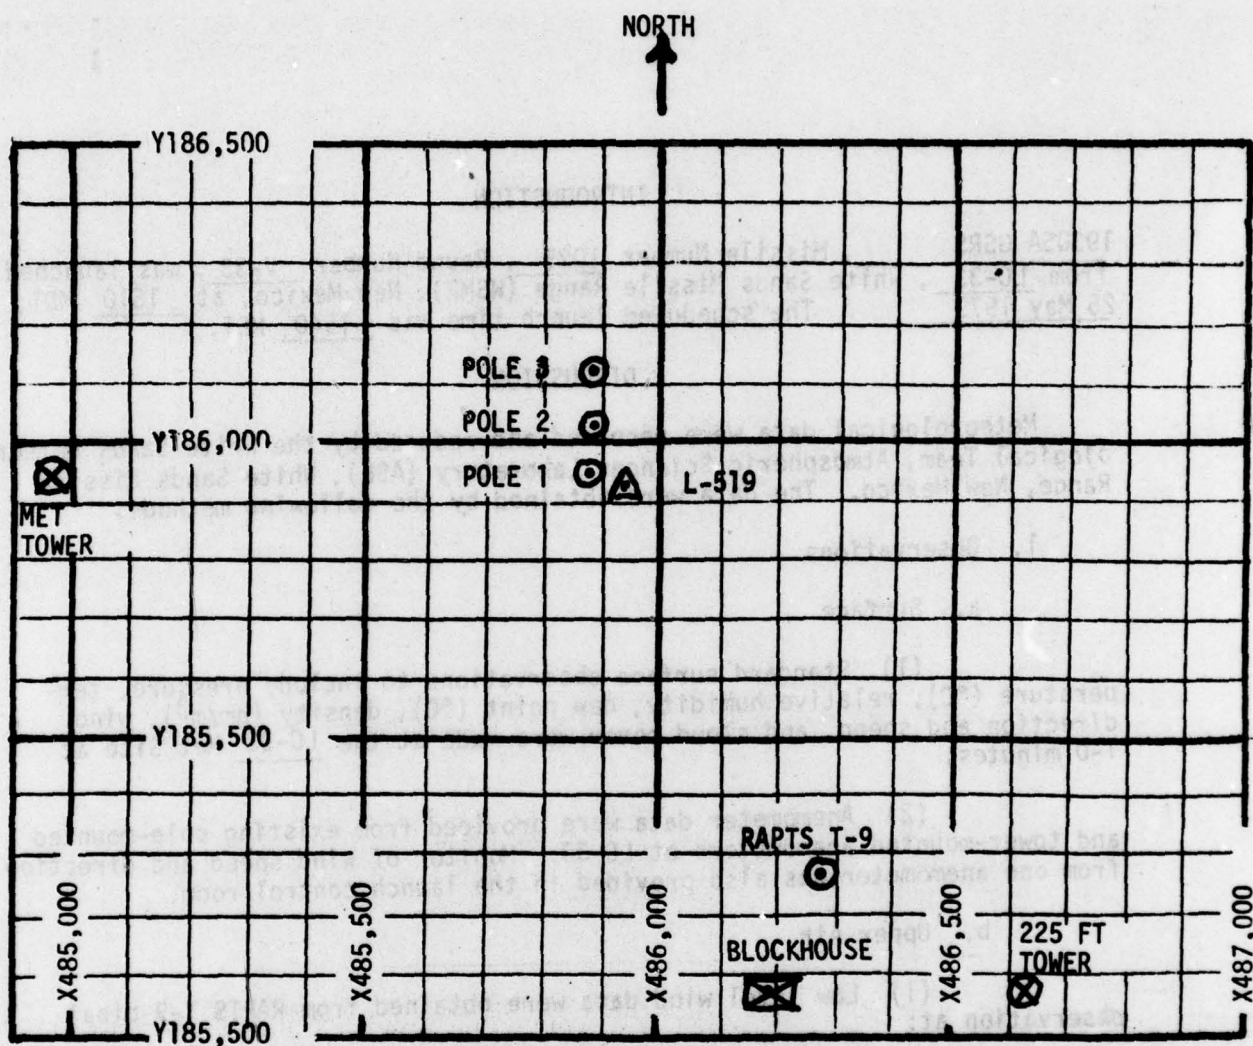 NORTH
Y186,500
POLE 3
POLE 2
Y186,000
POLE 1
L-519
MET
TOWER
Y185,500
RAPTS T-9
X485,000
X485,500
X486,000
X486,500
X487,000
BLOCKHOUSE
225 FT
TOWER
Y185,500